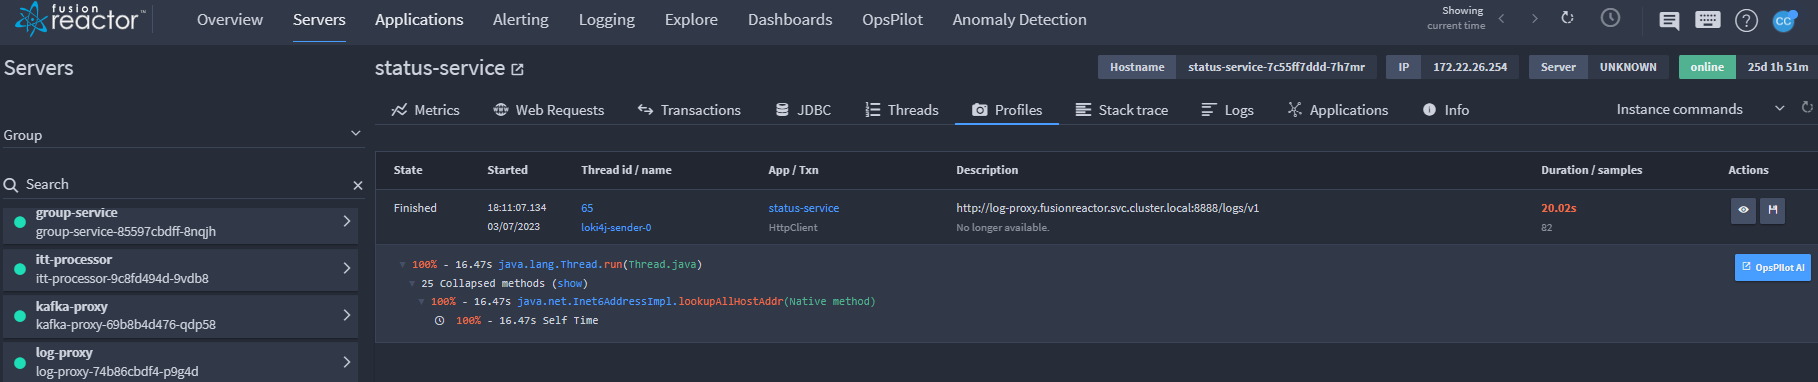 fusion reactor™
Overview Servers Applications Alerting Logging Explore Dashboards OpsPilot Anomaly Detection
Showing
current time
CC
Servers
status-service
Hostname status-service-7c55ff7ddd-7h7mr IP 172.22.26.254 Server UNKNOWN online 25d 1h 51m
Metrics Web Requests Transactions JDBC Threads Profiles Stack trace Logs Applications Info Instance commands
Group
Search
group-service
group-service-85597cbdff-8nqjh
itt-processor
itt-processor-9c8fd494d-9vdb8
kafka-proxy
kafka-proxy-69b8b4d476-qdp58
log-proxy
log-proxy-74b86cbdf4-p9g4d
State Started Thread id / name App / Txn Description Duration / samples Actions
Finished 18:11:07.134 65 status-service http://log-proxy.fusionreactor.svc.cluster.local:8888/logs/v1 20.02s
03/07/2023 loki4j-sender-0 HttpClient No longer available. 82
100% - 16.47s java.lang.Thread.run(Thread.java)
OpsPilot AI
25 Collapsed methods (show)
100% - 16.47s java.net.Inet6AddressImpl.lookupAllHostAddr(Native method)
100% - 16.47s Self Time